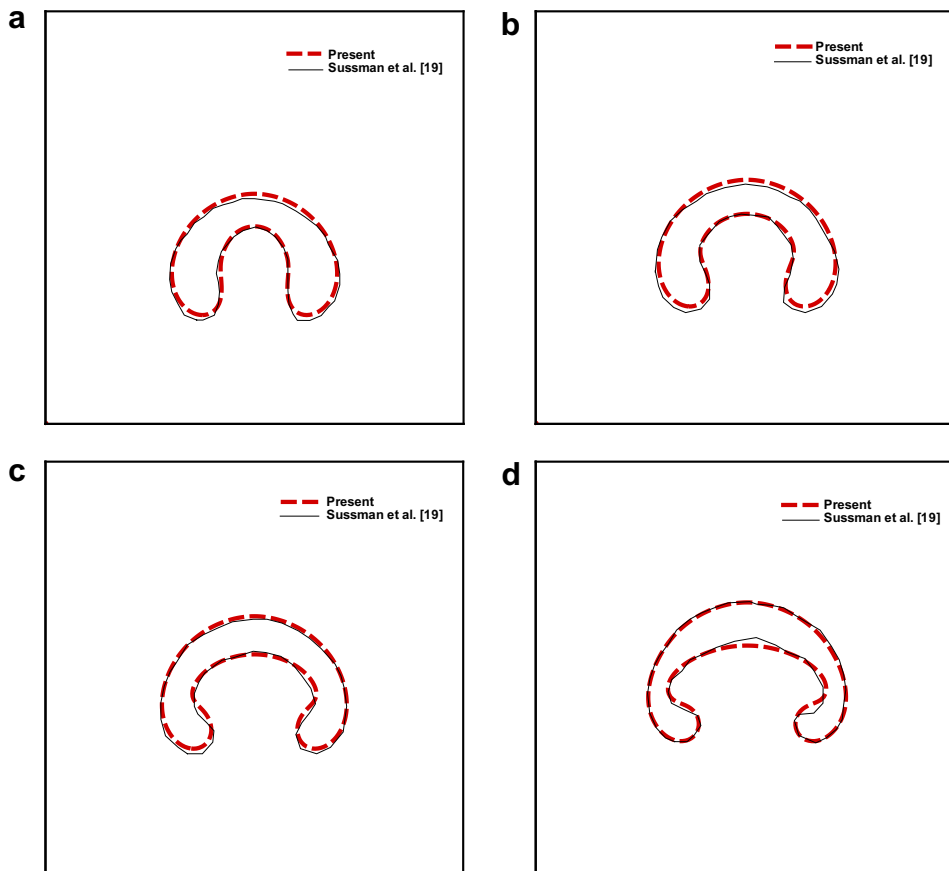 a
Present
Sussman et al. [19]
b
Present
Sussman et al. [19]
c
Present
Sussman et al. [19]
d
Present
Sussman et al. [19]